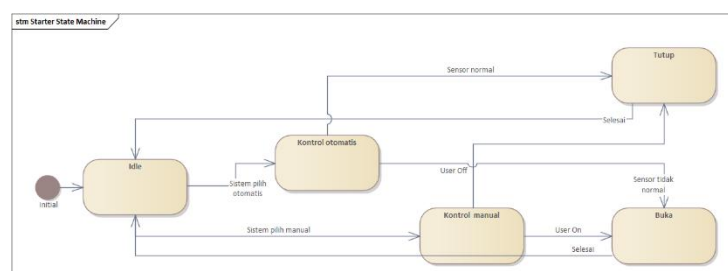 stm Starter State Machine
Tutup
Sensor normal
Selesai
Kontrol otomatis
Idle
Sistem pilih
otomatis
User Off
Sensor tidak
normal
Initial
Kontrol manual
Buka
Sistem pilih manual
User On
Selesai